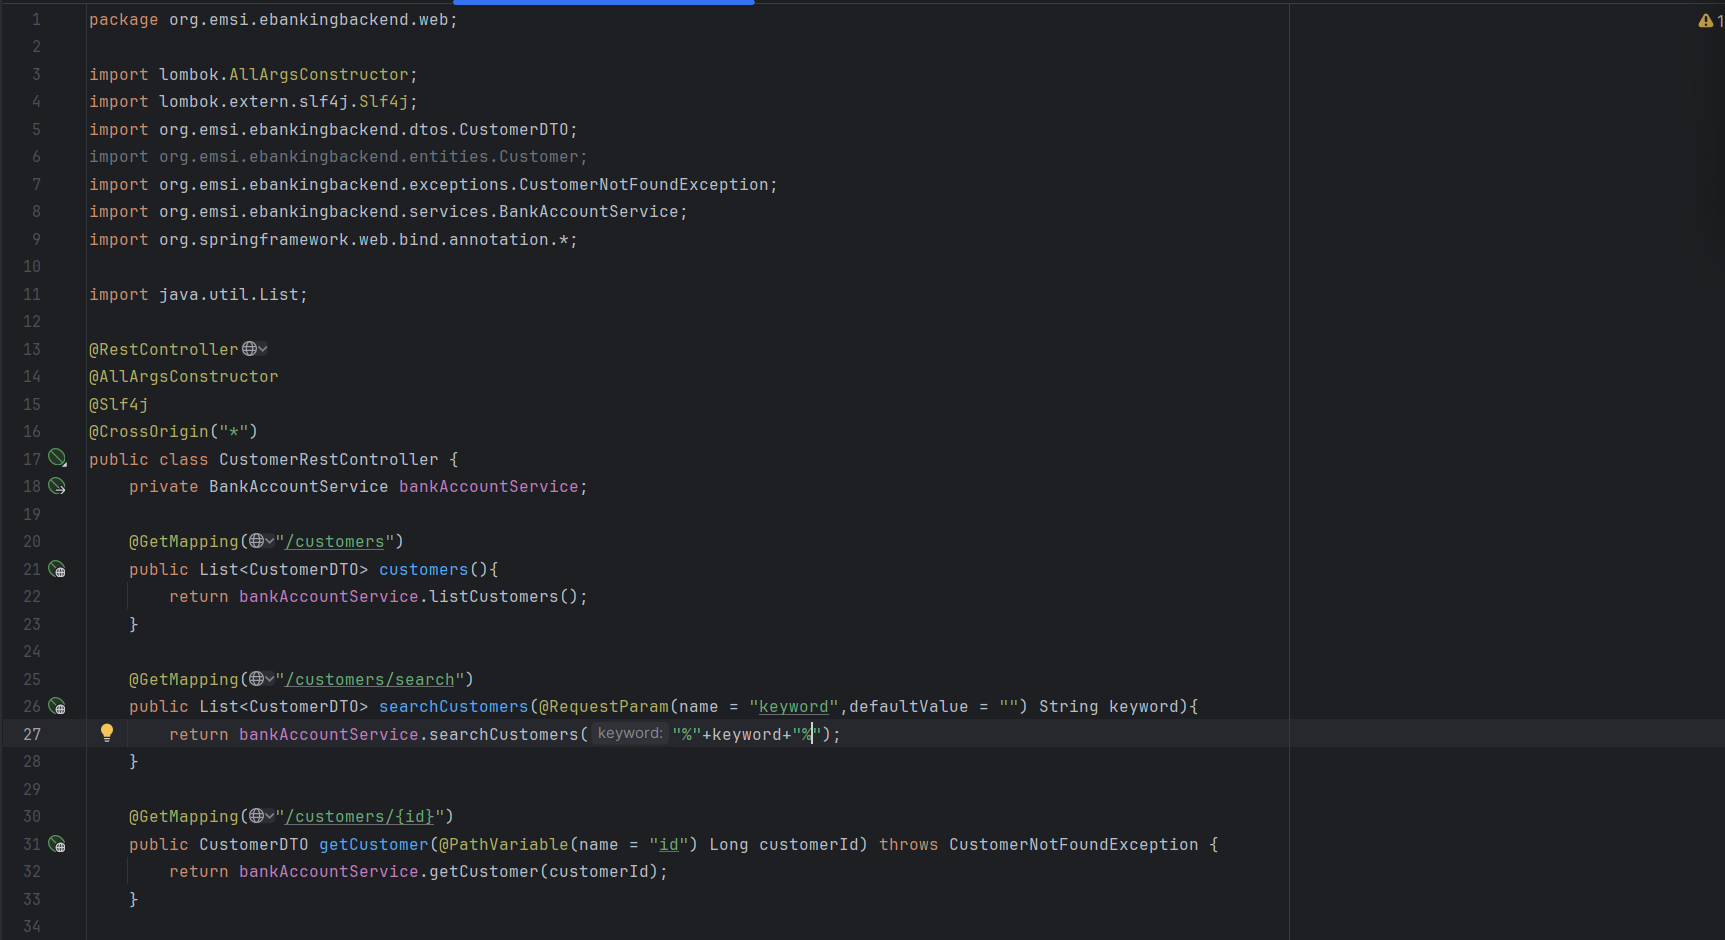 1 package org.emsi.ebankingbackend.web;
2
3 import lombok.AllArgsConstructor;
4 import lombok.extern.slf4j.Slf4j;
5 import org.emsi.ebankingbackend.dtos.CustomerDTO;
6 import org.emsi.ebankingbackend.entities.Customer;
7 import org.emsi.ebankingbackend.exceptions.CustomerNotFoundException;
8 import org.emsi.ebankingbackend.services.BankAccountService;
9 import org.springframework.web.bind.annotation.*;
10
11 import java.util.List;
12
13 @RestController
14 @AllArgsConstructor
15 @Slf4j
16 @CrossOrigin("*")
17 public class CustomerRestController {
18     private BankAccountService bankAccountService;
19
20     @GetMapping("/customers")
21     public List<CustomerDTO> customers(){
22         return bankAccountService.listCustomers();
23     }
24
25     @GetMapping("/customers/search")
26     public List<CustomerDTO> searchCustomers(@RequestParam(name = "keyword",defaultValue = "") String keyword){
27         return bankAccountService.searchCustomers( keyword: "%"+keyword+"%");
28     }
29
30     @GetMapping("/customers/{id}")
31     public CustomerDTO getCustomer(@PathVariable(name = "id") Long customerId) throws CustomerNotFoundException {
32         return bankAccountService.getCustomer(customerId);
33     }
34